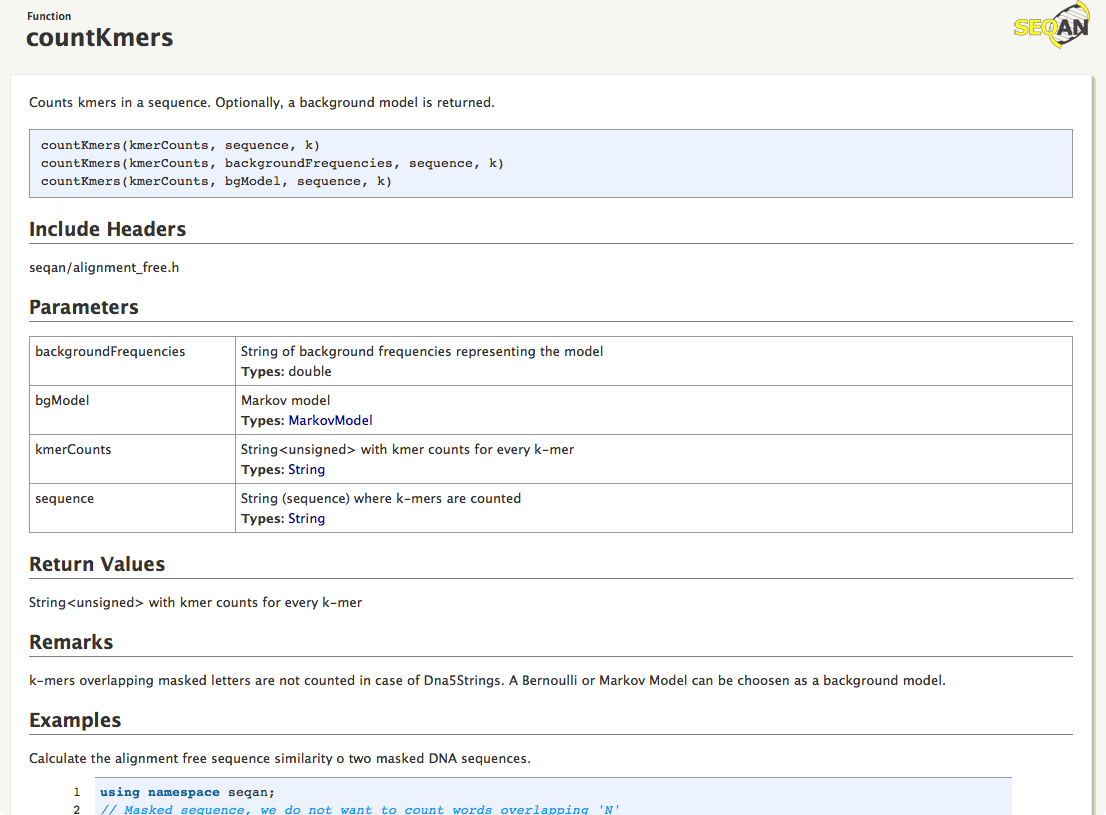 Function
countKmers
SEQAN
Counts kmers in a sequence. Optionally, a background model is returned.
countKmers(kmerCounts, sequence, k)
countKmers(kmerCounts, backgroundFrequencies, sequence, k)
countKmers(kmerCounts, bgModel, sequence, k)
Include Headers
seqan/alignment_free.h
Parameters
backgroundFrequencies String of background frequencies representing the model
Types: double
bgModel Markov model
Types: MarkovModel
kmerCounts String<unsigned> with kmer counts for every k-mer
Types: String
sequence String (sequence) where k-mers are counted
Types: String
Return Values
String<unsigned> with kmer counts for every k-mer
Remarks
k-mers overlapping masked letters are not counted in case of Dna5Strings. A Bernoulli or Markov Model can be choosen as a background model.
Examples
Calculate the alignment free sequence similarity o two masked DNA sequences.
1 using namespace seqan;
2 // Masked sequence, we do not want to count words overlapping 'N'